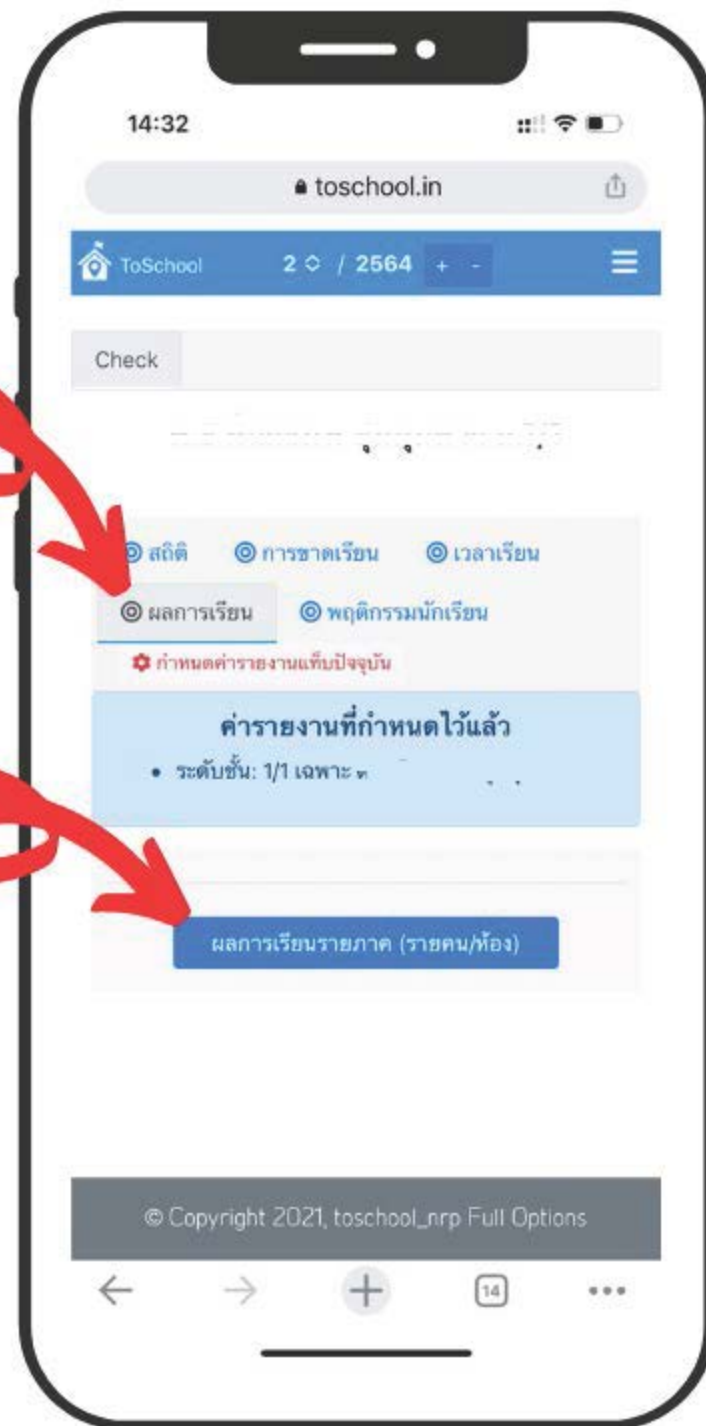 14:32
toschool.in
ToSchool 2 / 2564 + -
Check
สถิติ การขาดเรียน เวลาเรียน
ผลการเรียน พฤติกรรมนักเรียน
กำหนดค่ารายงานแท็บปัจจุบัน
ค่ารายงานที่กำหนดไว้แล้ว
• ระดับชั้น: 1/1 เฉพาะ
ผลการเรียนรายภาค (รายคน/ห้อง)
© Copyright 2021, toschool_nrp Full Options
14